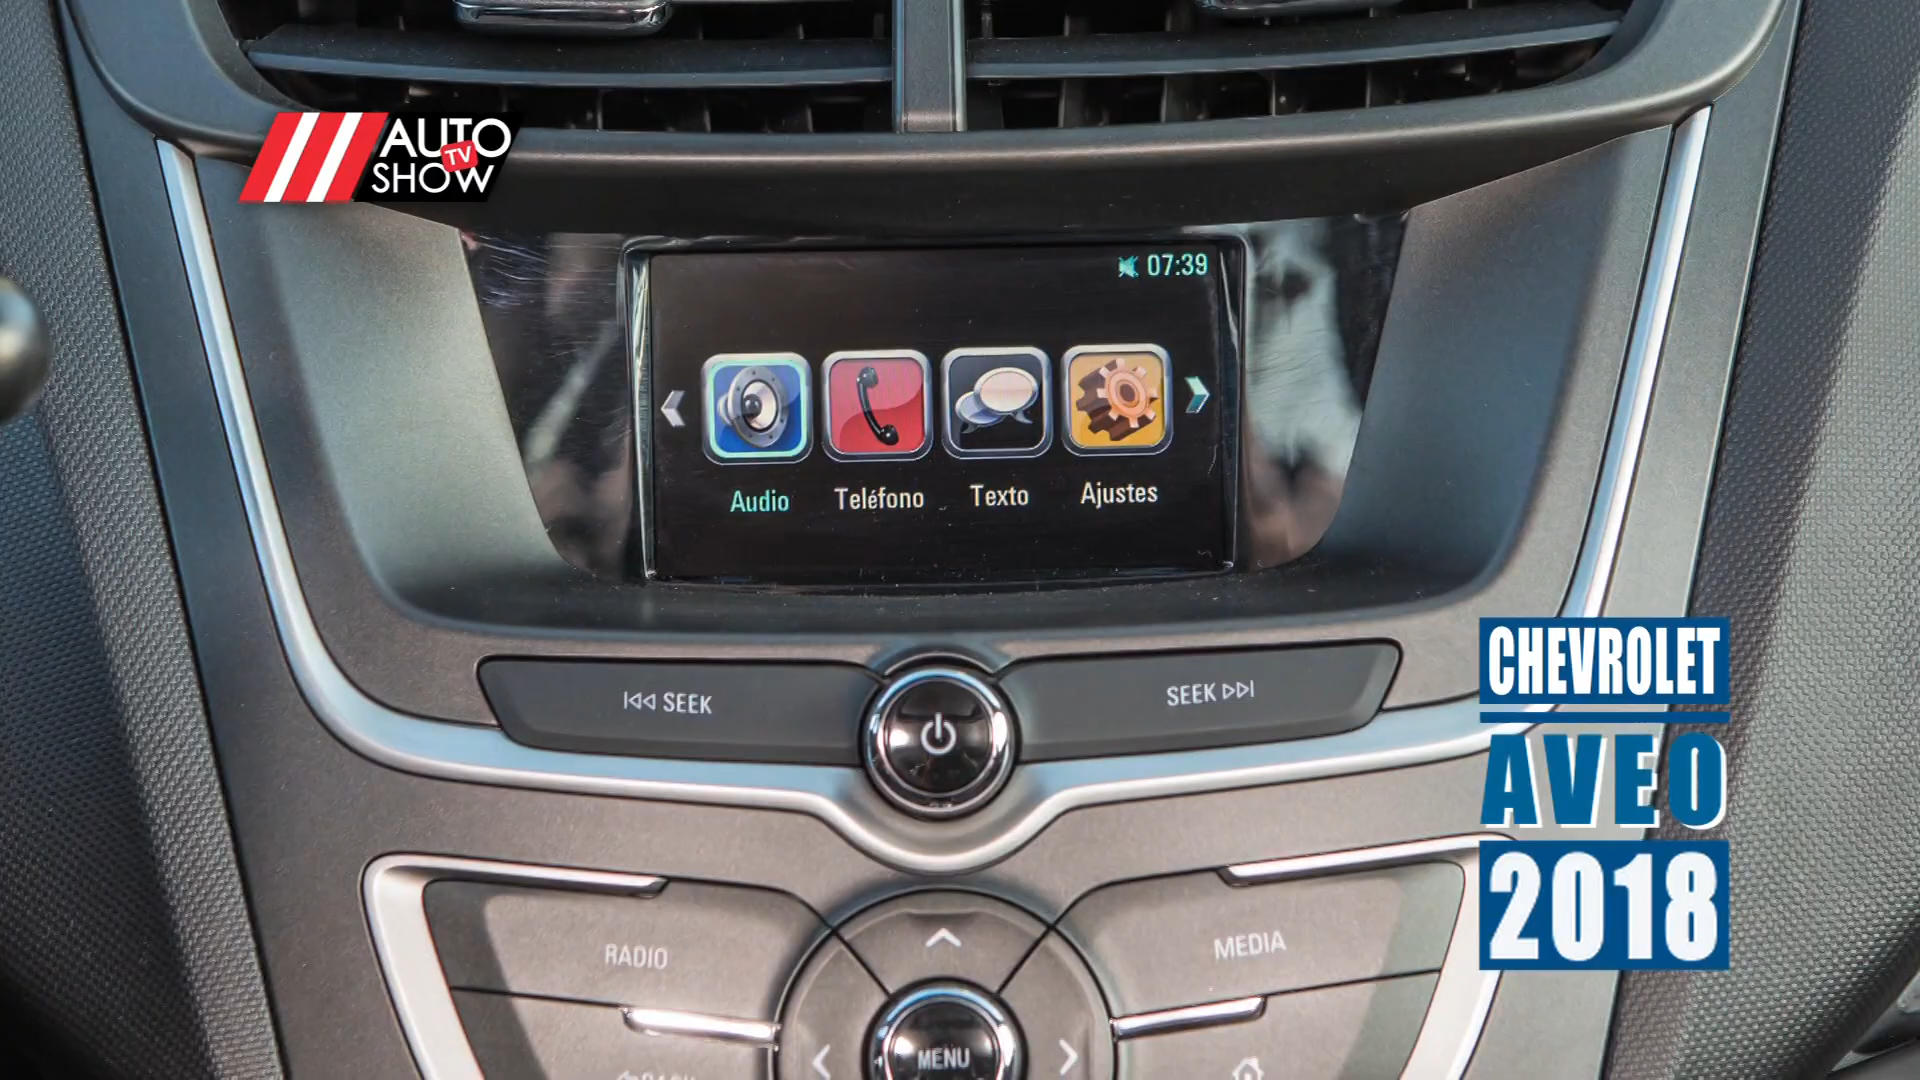 AUTO
TV
SHOW
07:39
Audio
Teléfono
Texto
Ajustes
SEEK
SEEK
CHEVROLET
AVEO
2018
RADIO
MEDIA
MENU